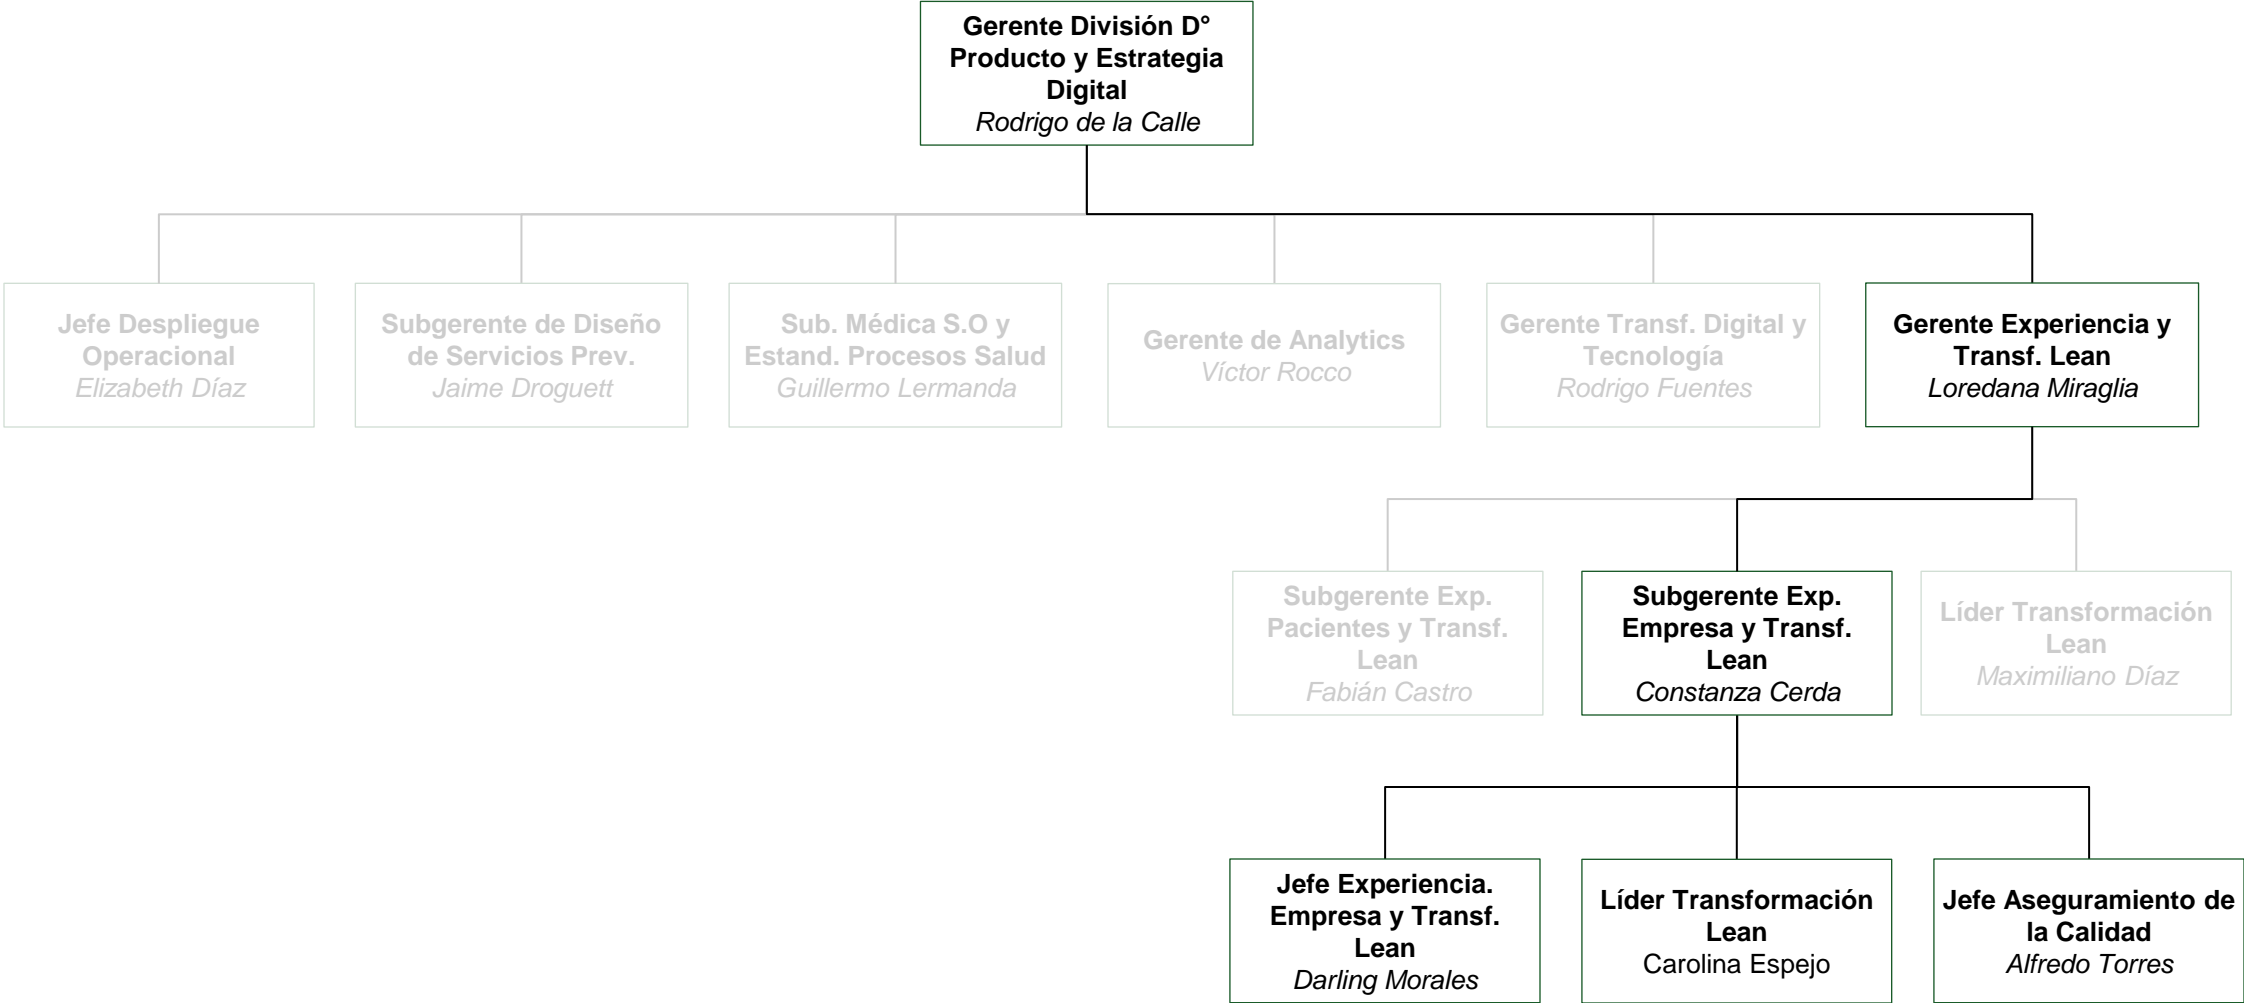 Gerente División D°
Producto y Estrategia
Digital
Rodrigo de la Calle
Jefe Despliegue
Operacional
Elizabeth Díaz
Subgerente de Diseño
de Servicios Prev.
Jaime Droguett
Sub. Médica S.O y
Estand. Procesos Salud
Guillermo Lermanda
Gerente de Analytics
Víctor Rocco
Gerente Transf. Digital y
Tecnología
Rodrigo Fuentes
Gerente Experiencia y
Transf. Lean
Loredana Miraglia
Subgerente Exp.
Pacientes y Transf.
Lean
Fabián Castro
Subgerente Exp.
Empresa y Transf.
Lean
Constanza Cerda
Líder Transformación
Lean
Maximiliano Díaz
Jefe Experiencia.
Empresa y Transf.
Lean
Darling Morales
Líder Transformación
Lean
Carolina Espejo
Jefe Aseguramiento de
la Calidad
Alfredo Torres